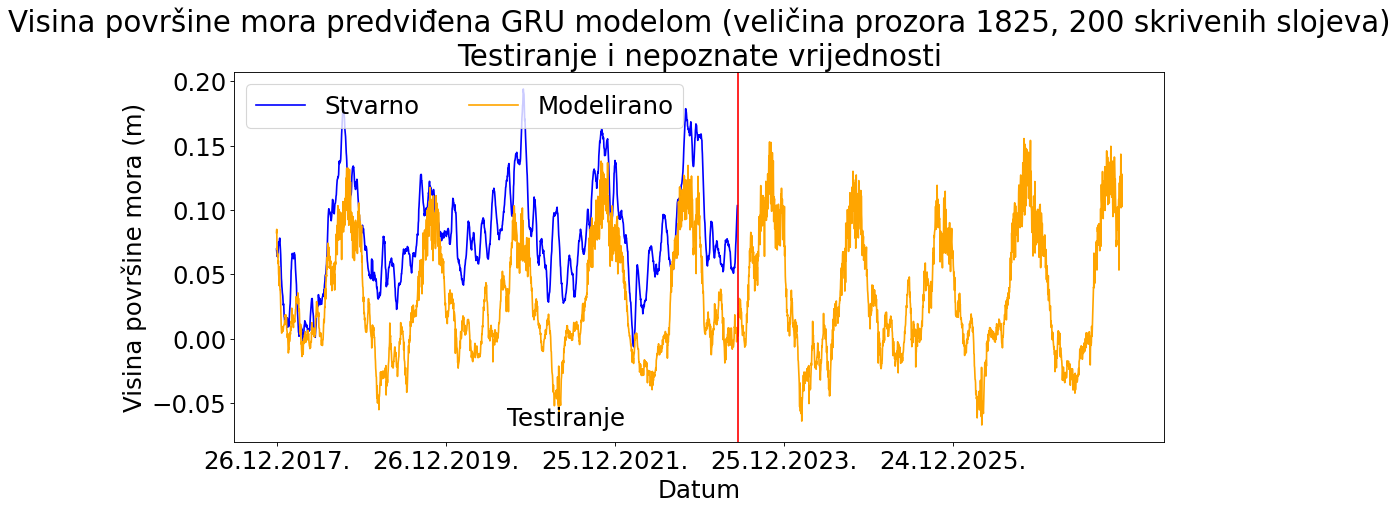 Visina površine mora predviđena GRU modelom (veličina prozora 1825, 200 skrivenih slojeva)
Testiranje i nepoznate vrijednosti
Stvarno Modelirano
Visina površine mora (m)
0.20
0.15
0.10
0.05
0.00
−0.05
Testiranje
26.12.2017. 26.12.2019. 25.12.2021. 25.12.2023. 24.12.2025.
Datum